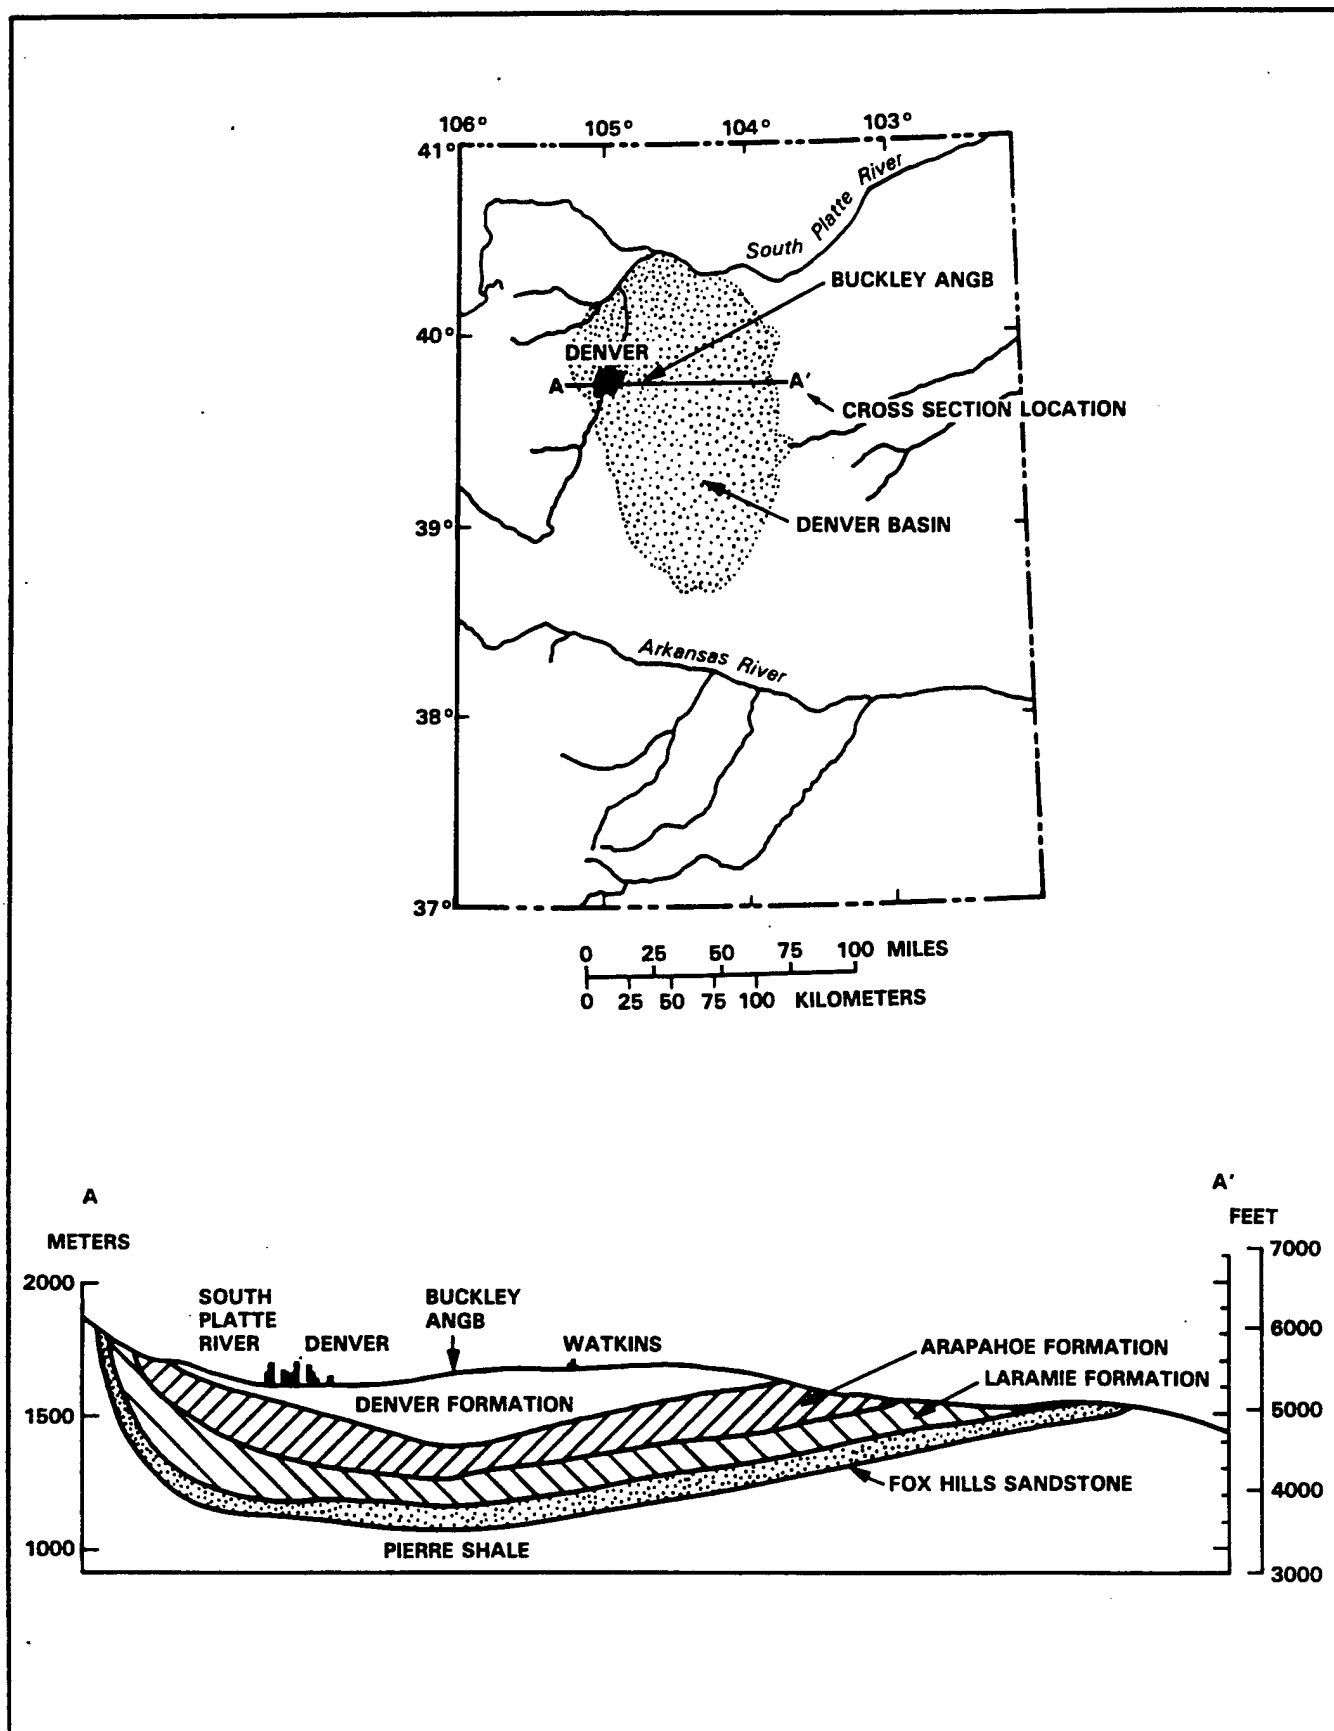 106°
105°
104°
103°
41°
South Platte River
BUCKLEY ANGB
40°
DENVER
A
A'
CROSS SECTION LOCATION
DENVER BASIN
39°
Arkansas River
38°
37°
0 25 50 75 100 MILES
0 25 50 75 100 KILOMETERS
A
A'
METERS
FEET
2000
1500
1000
7000
6000
5000
4000
3000
SOUTH
PLATTE
RIVER
DENVER
BUCKLEY
ANGB
WATKINS
ARAPAHOE FORMATION
LARAMIE FORMATION
DENVER FORMATION
FOX HILLS SANDSTONE
PIERRE SHALE